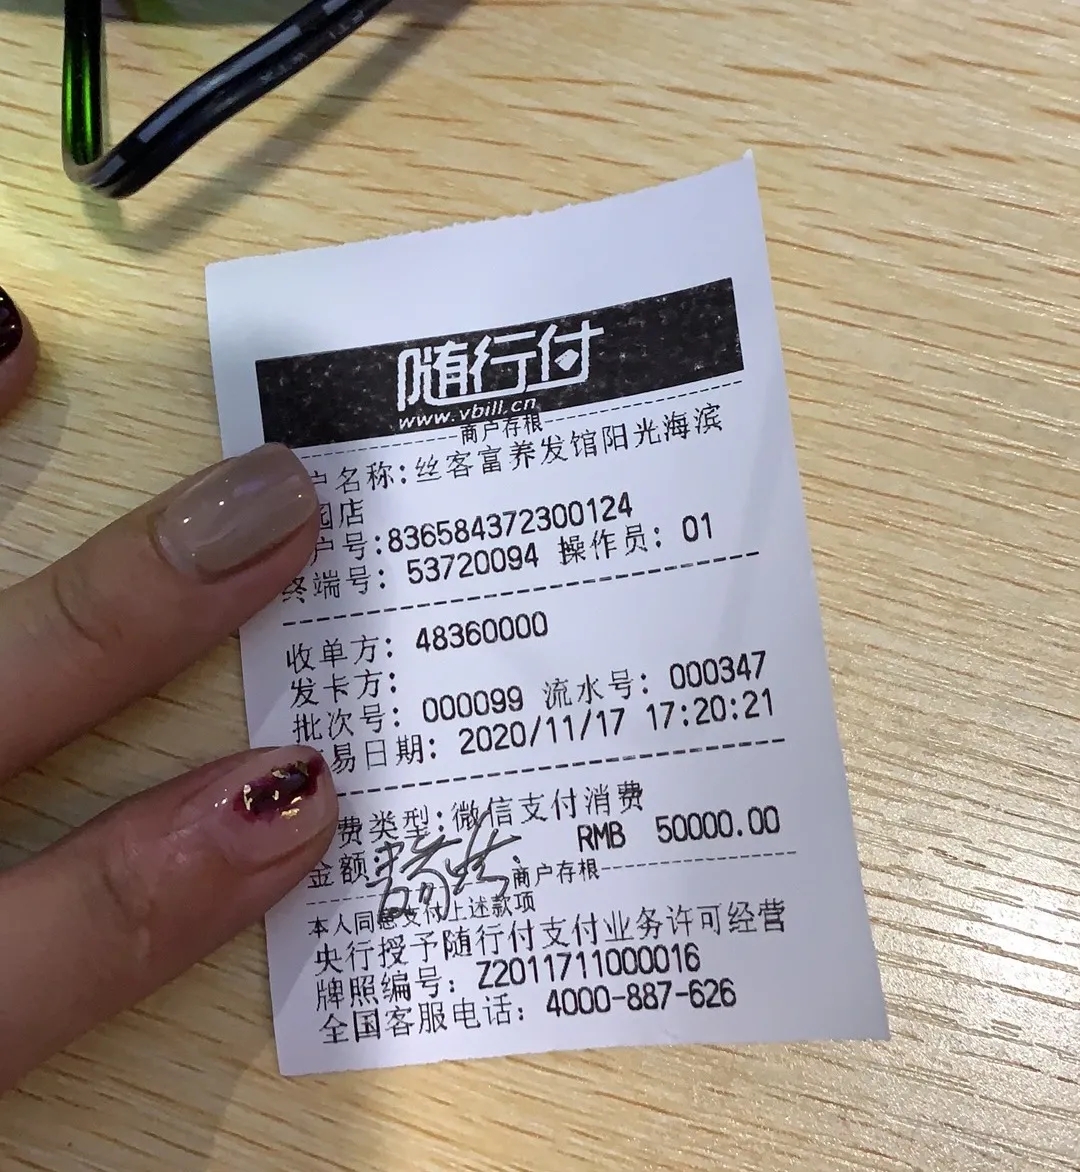 随行付
www.vbill.cn
商户存根
户名称:丝客富养发馆阳光海滨
园店
户号:836584372300124
终端号: 53720094 操作员: 01
收单方: 48360000
发卡方:
批次号: 000099 流水号: 000347
易日期: 2020/11/17 17:20:21
费类型:微信支付消费
金额 RMB 50000.00
商户存根
本人同意支付上述款项
央行授予随行付支付业务许可经营
牌照编号: Z2011711000016
全国客服电话: 4000-887-626